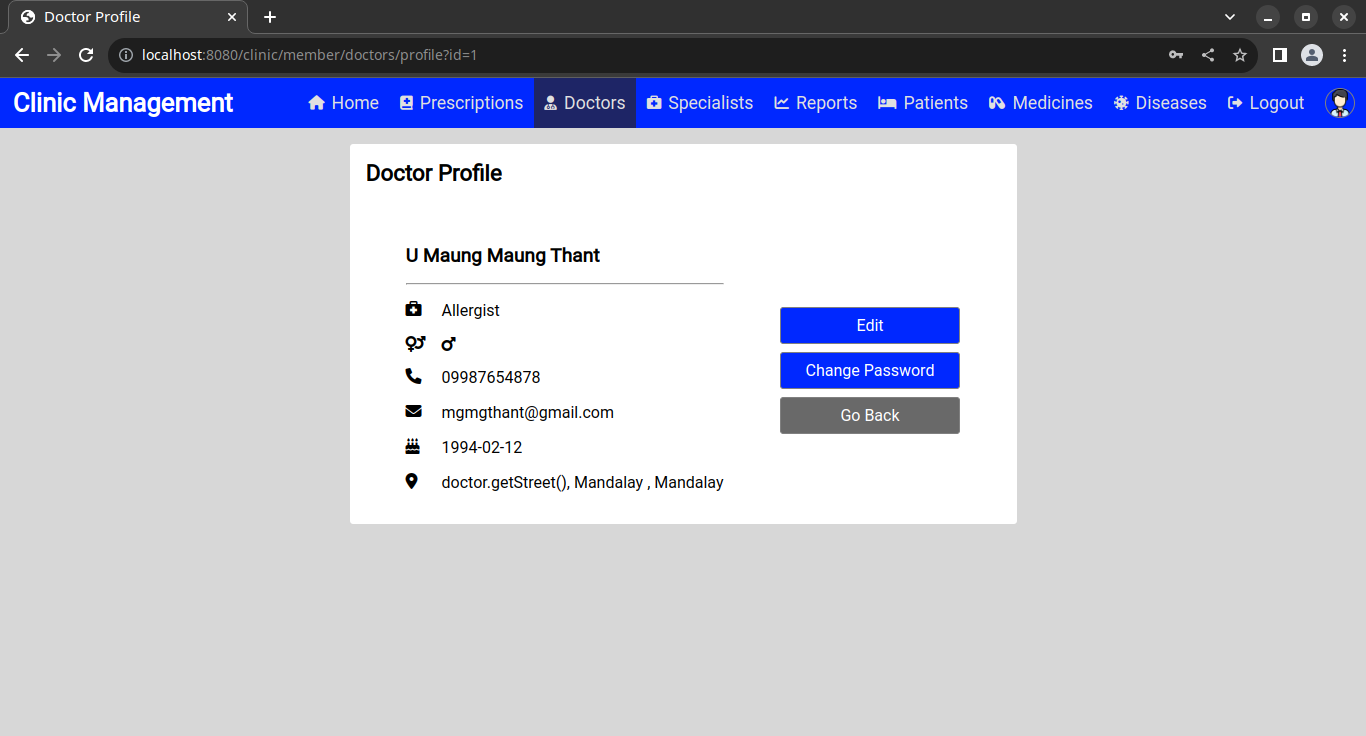 Doctor Profile
localhost:8080/clinic/member/doctors/profile?id=1
Clinic Management Home Prescriptions Doctors Specialists Reports Patients Medicines Diseases Logout
Doctor Profile
U Maung Maung Thant
Allergist
09987654878
Edit
mgmgthant@gmail.com
Change Password
1994-02-12
Go Back
doctor.getStreet(), Mandalay , Mandalay